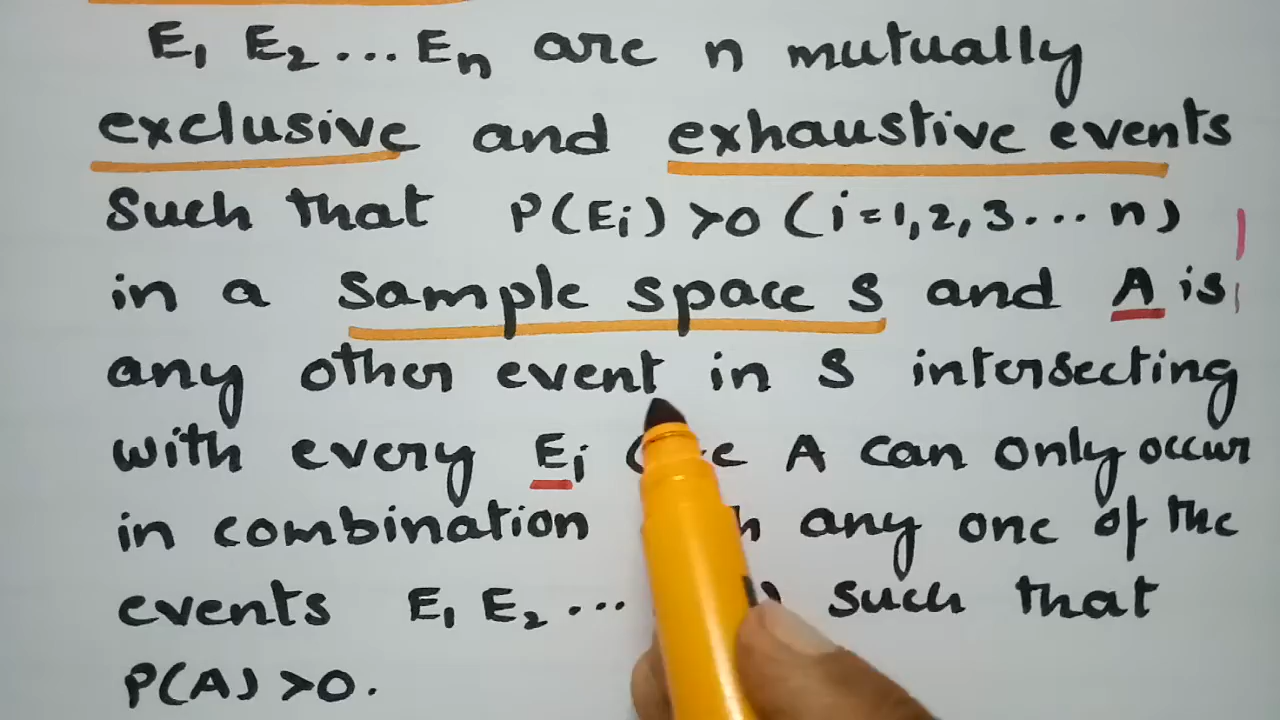 E1 E2 ... En are n mutually
exclusive and exhaustive events
Such that P(Ei) >0 (i=1,2,3... n)
in a Sample space S and A is
any other event in S intersecting
with every Ei A can only occur
in combination any one of the
events E1 E2 ... such that
P(A) >0.